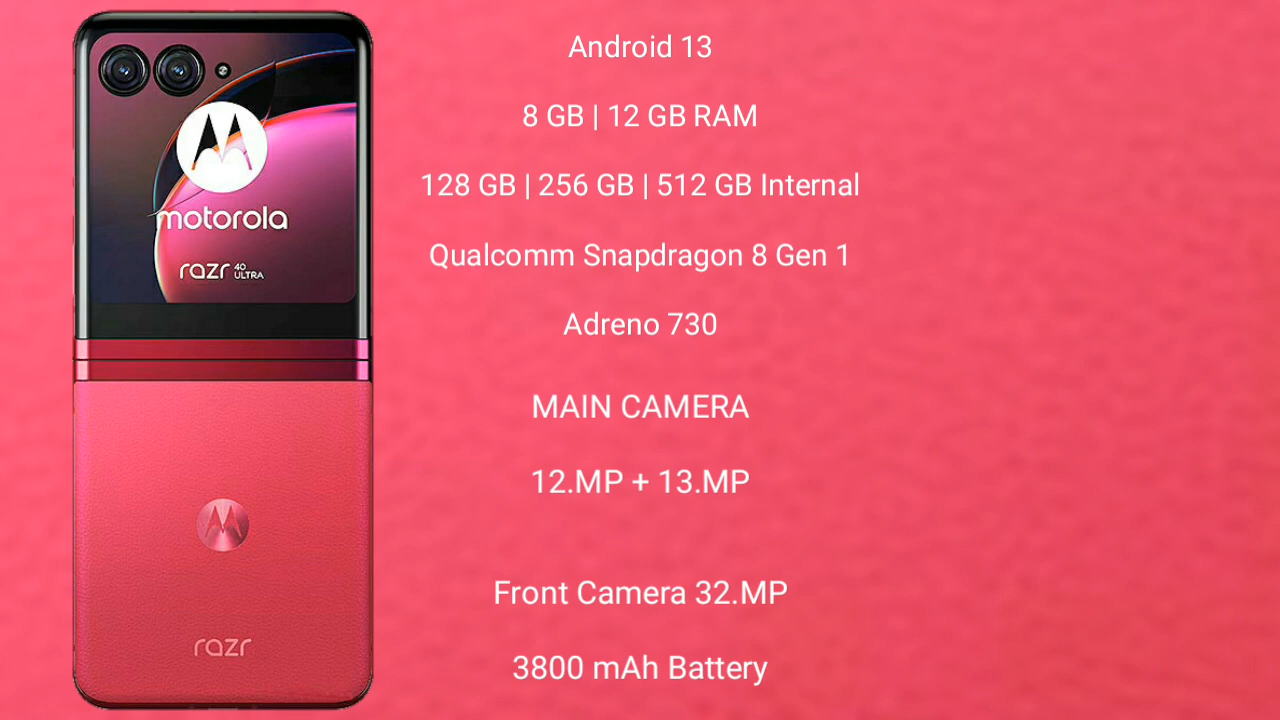 motorola
razr 40 ULTRA
razr
Android 13
8 GB | 12 GB RAM
128 GB | 256 GB | 512 GB Internal
Qualcomm Snapdragon 8 Gen 1
Adreno 730
MAIN CAMERA
12.MP + 13.MP
Front Camera 32.MP
3800 mAh Battery